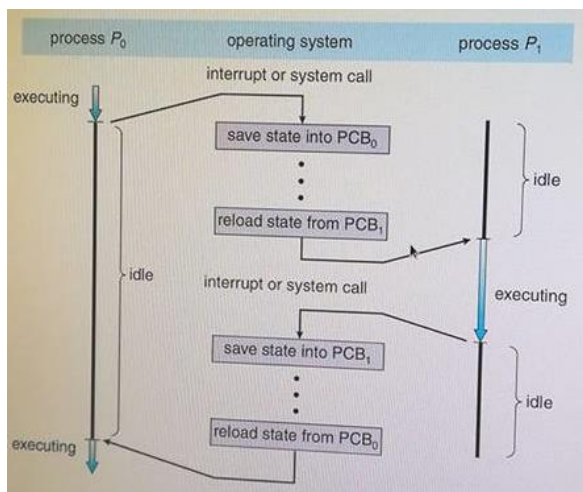 process P₀ operating system process P₁
interrupt or system call
executing
save state into PCB₀
idle
reload state from PCB₁
idle
interrupt or system call
executing
save state into PCB₁
idle
reload state from PCB₀
executing